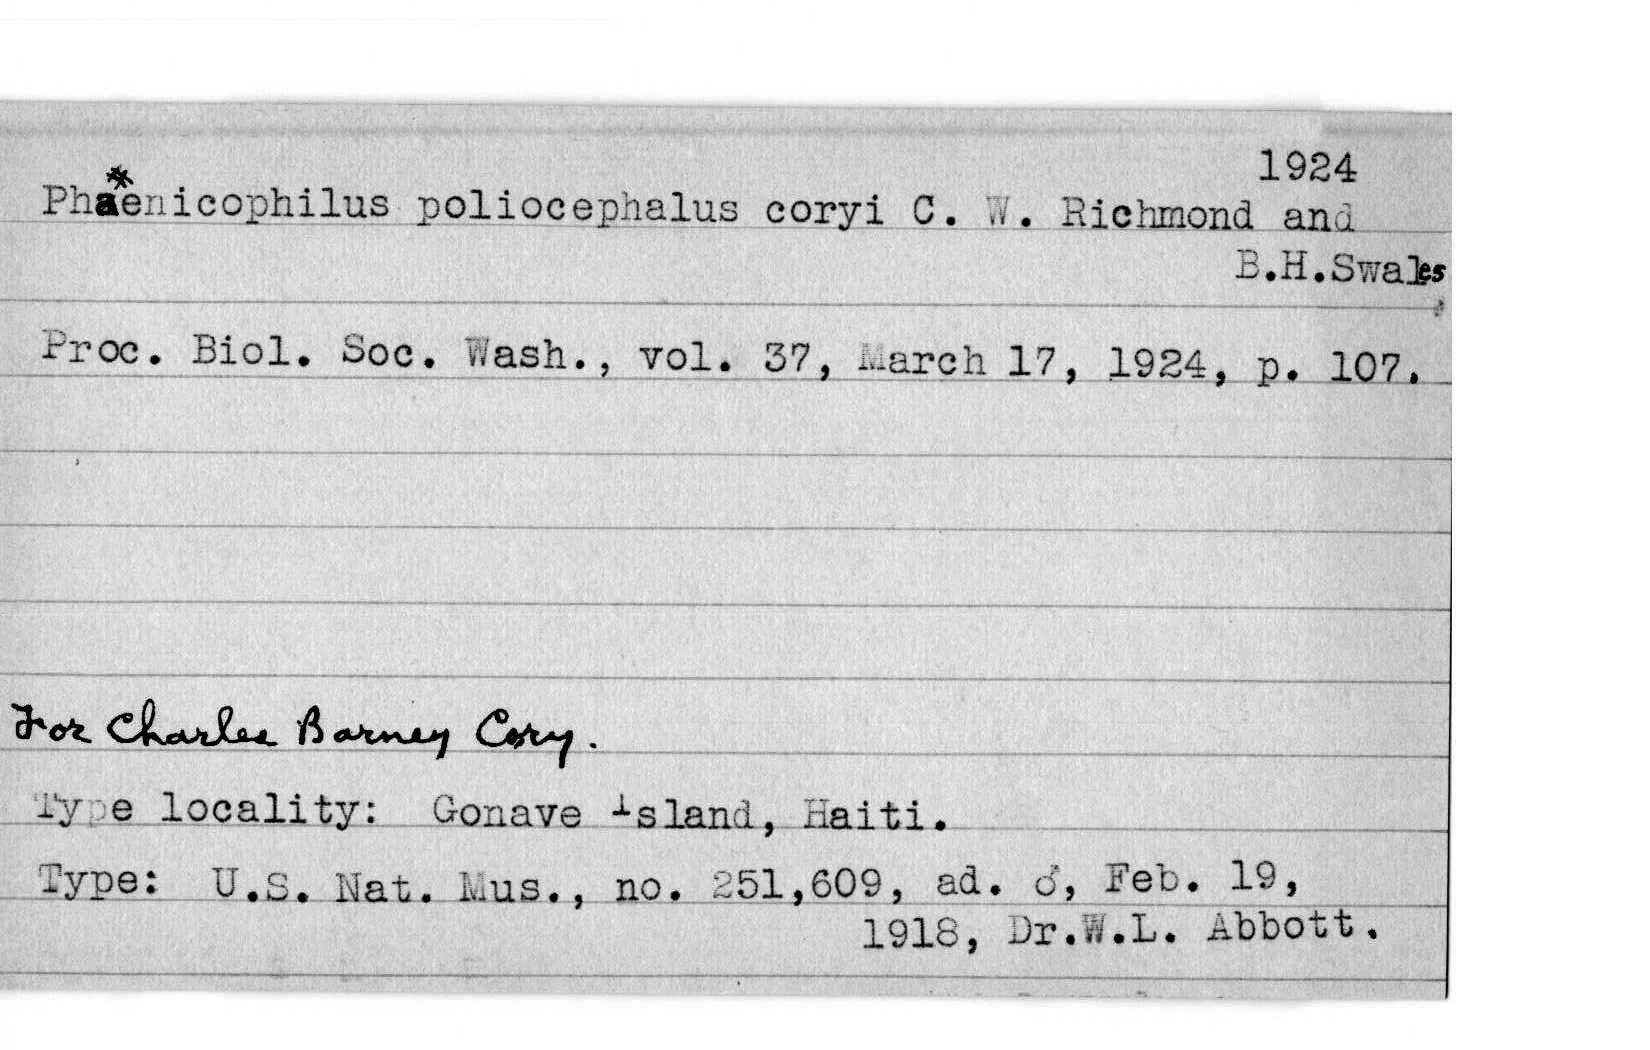 1924
Phaenicophilus poliocephalus coryi C. W. Richmond and
B.H.Swales
Proc. Biol. Soc. Wash., vol. 37, March 17, 1924, p. 107.
For Charles Barney Cory.
Type locality: Gonave Island, Haiti.
Type: U.S. Nat. Mus., no. 251,609, ad. ♂, Feb. 19,
1918, Dr.W.L. Abbott.